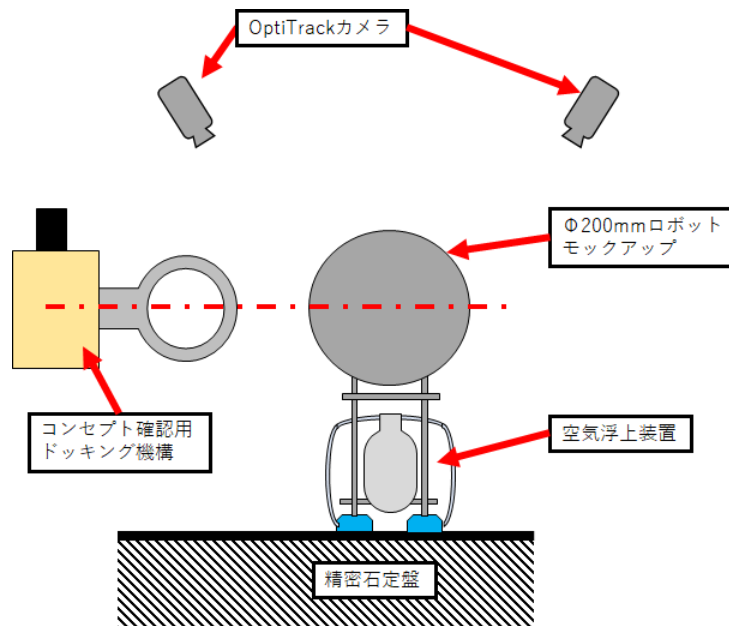 OptiTrackカメラ
Φ200mmロボット
モックアップ
コンセプト確認用
ドッキング機構
空気浮上装置
精密石定盤